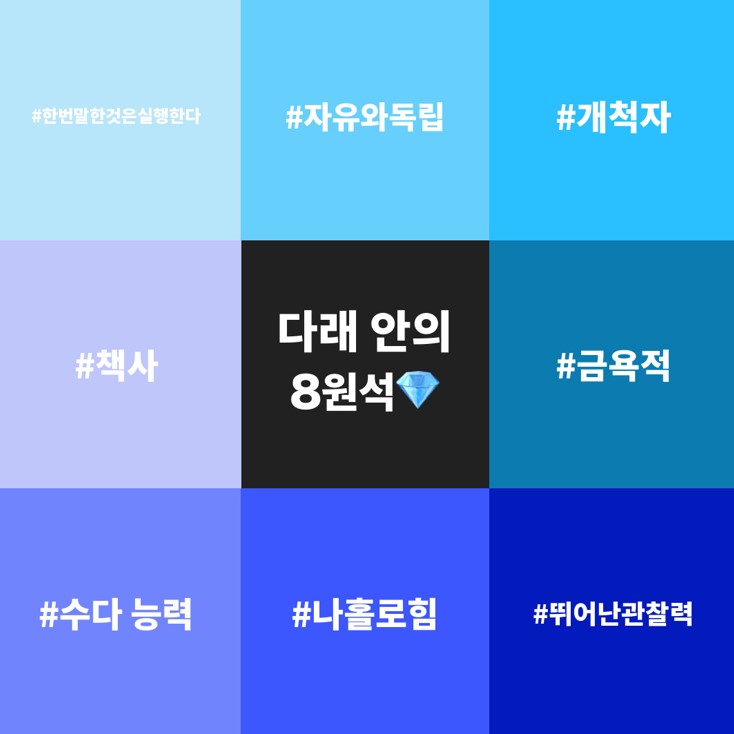 #한번말한것은실행한다
#자유와독립
#개척자
#책사
다래 안의
8원석💎
#금욕적
#수다 능력
#나홀로힘
#뛰어난관찰력